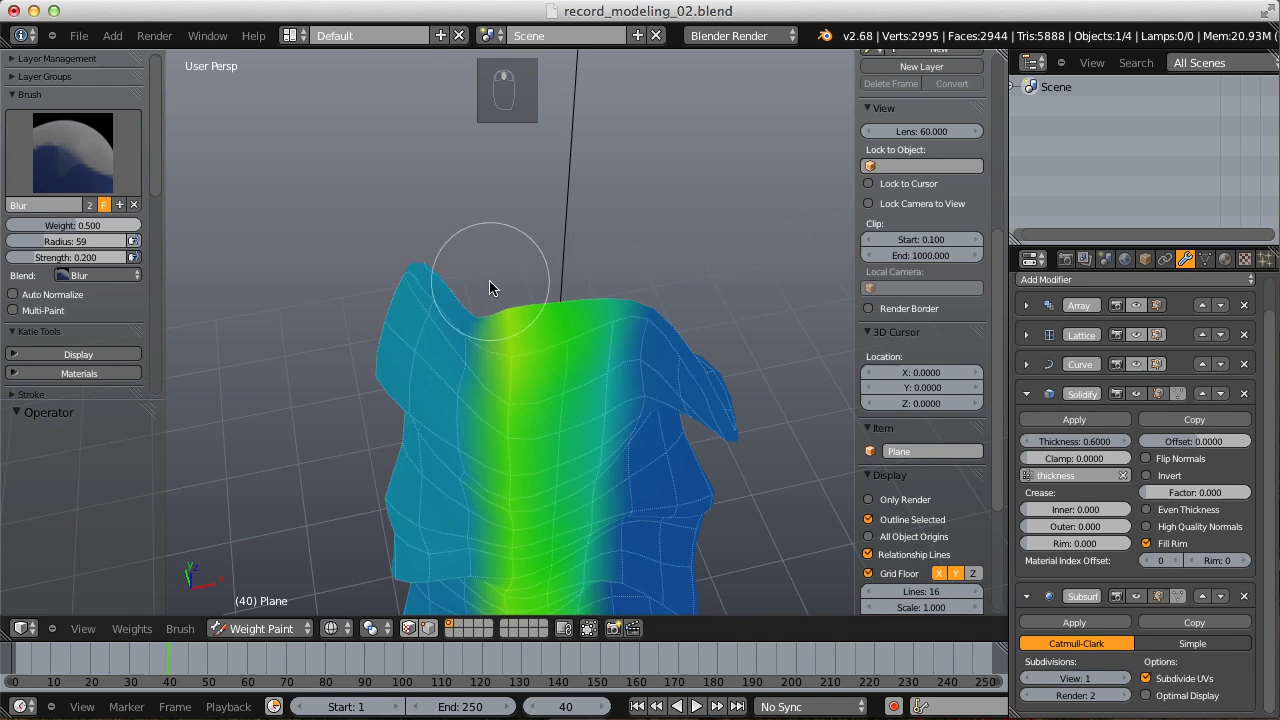 record_modeling_02.blend
File Add Render Window Help Default Scene Blender Render v2.68 | Verts:2995 | Faces:2944 | Tris:5888 | Objects:1/4 | Lamps:0/0 | Mem:20.93M (
Layer Management
Layer Groups
Brush
Blur 2 F
Weight: 0.500
Radius: 59
Strength: 0.200
Blend: Blur
Auto Normalize
Multi-Paint
Katie Tools
Display
Materials
Stroke
Operator
User Persp
(40) Plane
New
New Layer
Delete Frame Convert
View
Lens: 60.000
Lock to Object:
Lock to Cursor
Lock Camera to View
Clip:
Start: 0.100
End: 1000.000
Local Camera:
Render Border
3D Cursor
Location:
X: 0.0000
Y: 0.0000
Z: 0.0000
Item
Plane
Display
Only Render
Outline Selected
All Object Origins
Relationship Lines
Grid Floor X Y Z
Lines: 16
Scale: 1.000
View Search All Scenes
Scene
Add Modifier
Array
Lattice
Curve
Solidify
Apply Copy
Thickness: 0.6000 Offset: 0.0000
Clamp: 0.0000 Flip Normals
thickness Invert
Crease: Factor: 0.000
Inner: 0.000 Even Thickness
Outer: 0.000 High Quality Normals
Rim: 0.000 Fill Rim
Material Index Offset: 0 Rim: 0
Subsurf
Apply Copy
Catmull-Clark Simple
Subdivisions: Options:
View: 1 Subdivide UVs
Render: 2 Optimal Display
View Weights Brush Weight Paint
0 10 20 30 40 50 60 70 80 90 100 110 120 130 140 150 160 170 180 190 200 210 220 230 240 250
View Marker Frame Playback Start: 1 End: 250 40 No Sync